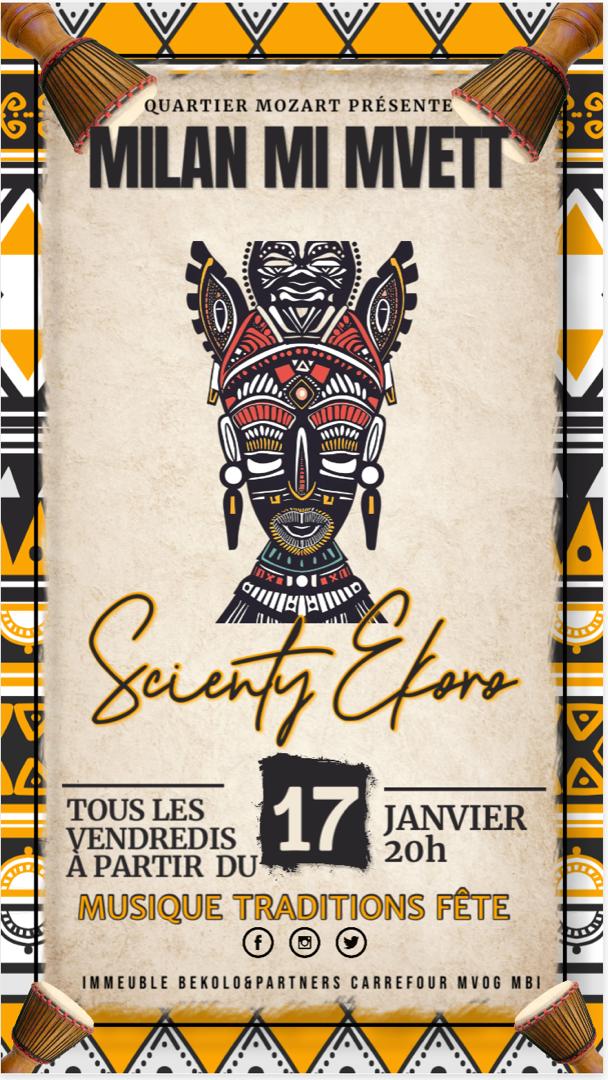 QUARTIER MOZART PRÉSENTE
MILAN MI MVETT
Scienty Ekoro
TOUS LES
VENDREDIS
À PARTIR DU
17
JANVIER
20h
MUSIQUE TRADITIONS FÊTE
IMMEUBLE BEKOLO&PARTNERS CARREFOUR MVOG MBI